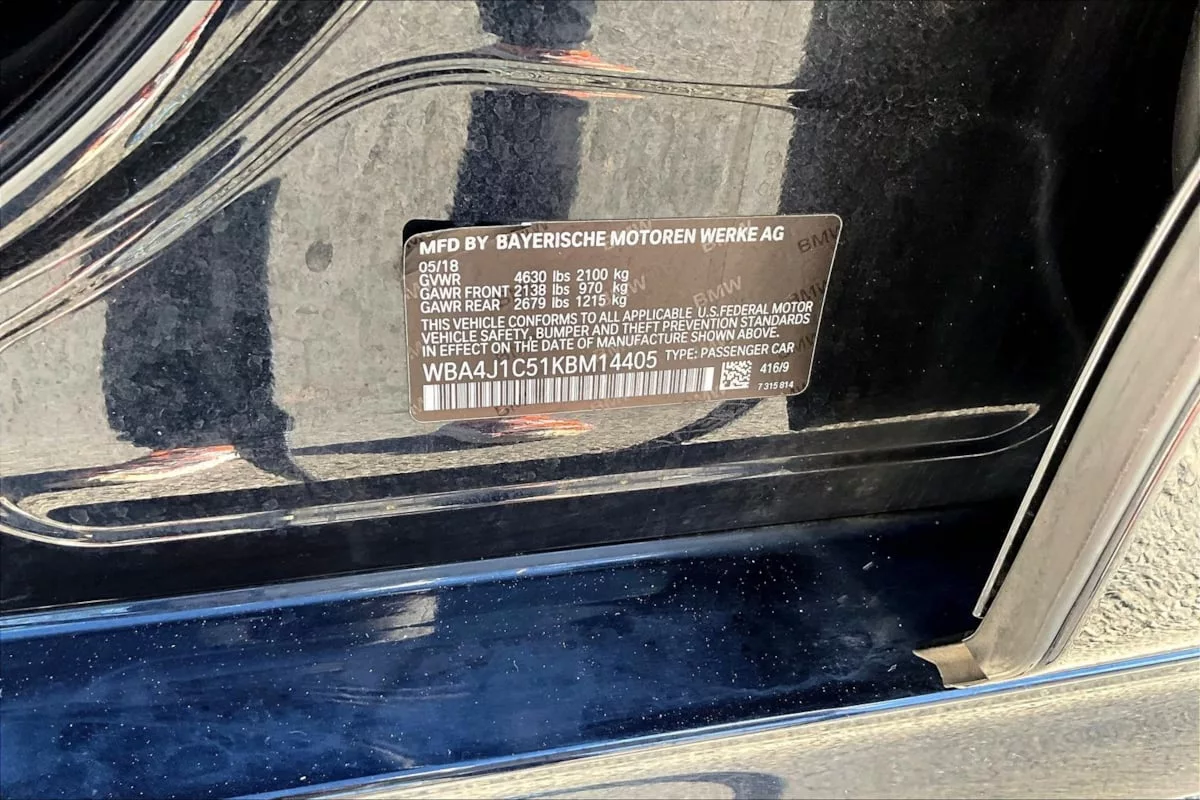 MFD BY BAYERISCHE MOTOREN WERKE AG
05/18
GVWR 4630 lbs 2100 kg
GAWR FRONT 2138 lbs 970 kg
GAWR REAR 2679 lbs 1215 kg
THIS VEHICLE CONFORMS TO ALL APPLICABLE U.S.FEDERAL MOTOR
VEHICLE SAFETY, BUMPER AND THEFT PREVENTION STANDARDS
IN EFFECT ON THE DATE OF MANUFACTURE SHOWN ABOVE.
WBA4J1C51KBM14405 TYPE: PASSENGER CAR
416/9
7 315 814